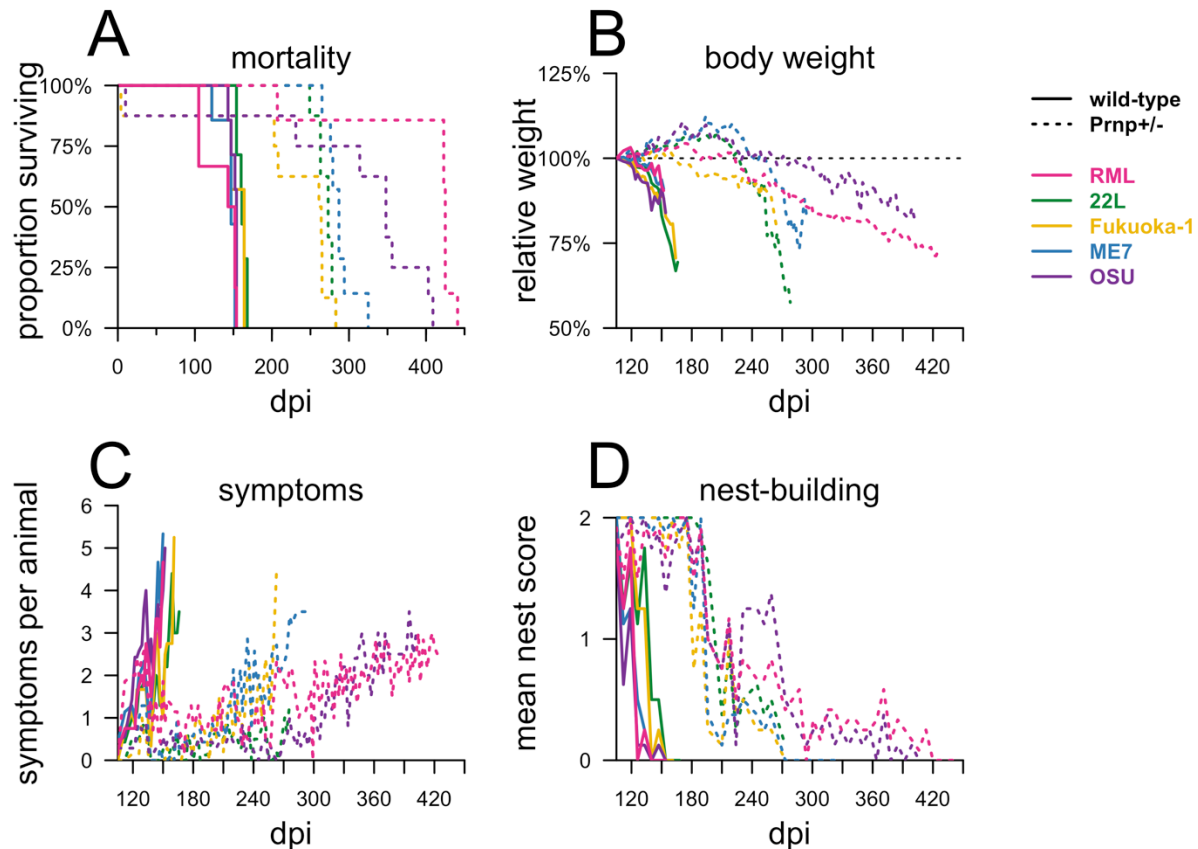 A
mortality
proportion surviving
100%
75%
50%
25%
0%
0
100
200
300
400
dpi
B
body weight
relative weight
125%
100%
75%
50%
120
180
240
300
360
420
dpi
wild-type
Prnp+/-
RML
22L
Fukuoka-1
ME7
OSU
C
symptoms
symptoms per animal
6
5
4
3
2
1
0
120
180
240
300
360
420
dpi
D
nest-building
mean nest score
2
1
0
120
180
240
300
360
420
dpi